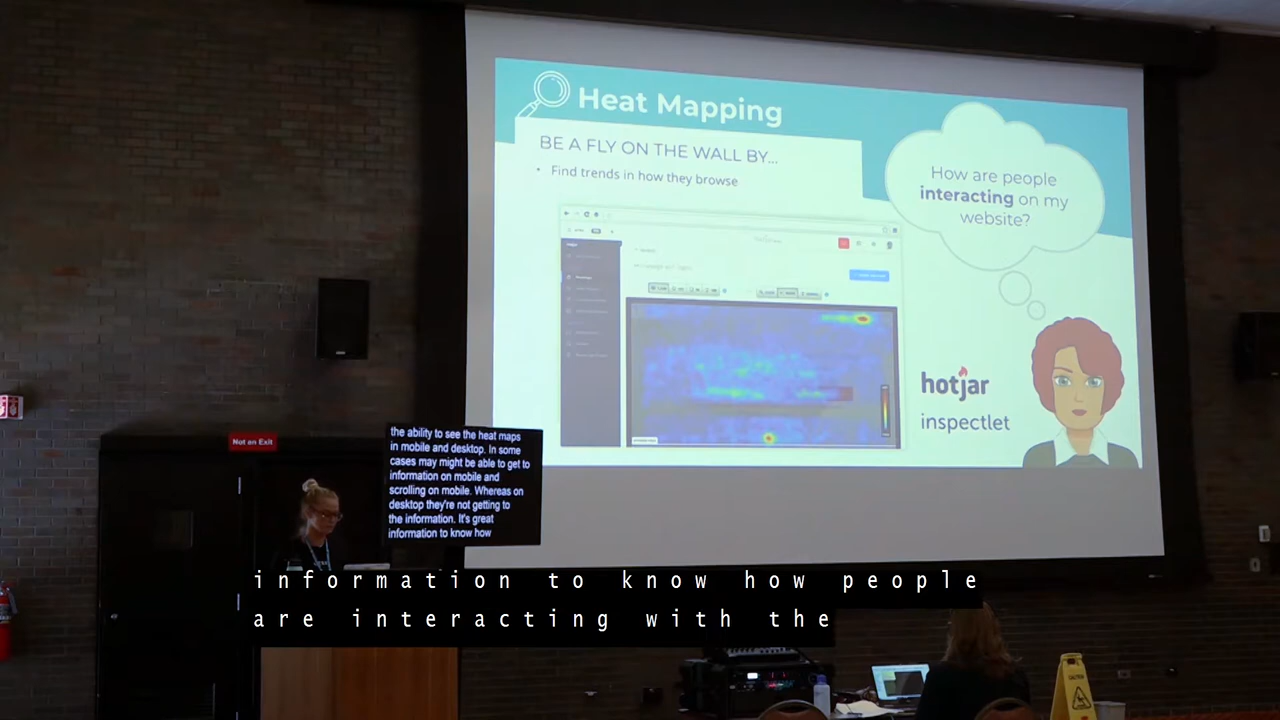 Heat Mapping
BE A FLY ON THE WALL BY...
• Find trends in how they browse
How are people
interacting on my
website?
hotjar
inspectlet
Not an Exit
the ability to see the heat maps
in mobile and desktop. In some
cases may might be able to get to
information on mobile and
scrolling on mobile. Whereas on
desktop they're not getting to
the information. It's great
information to know how
information to know how people
are interacting with the
CAUTION